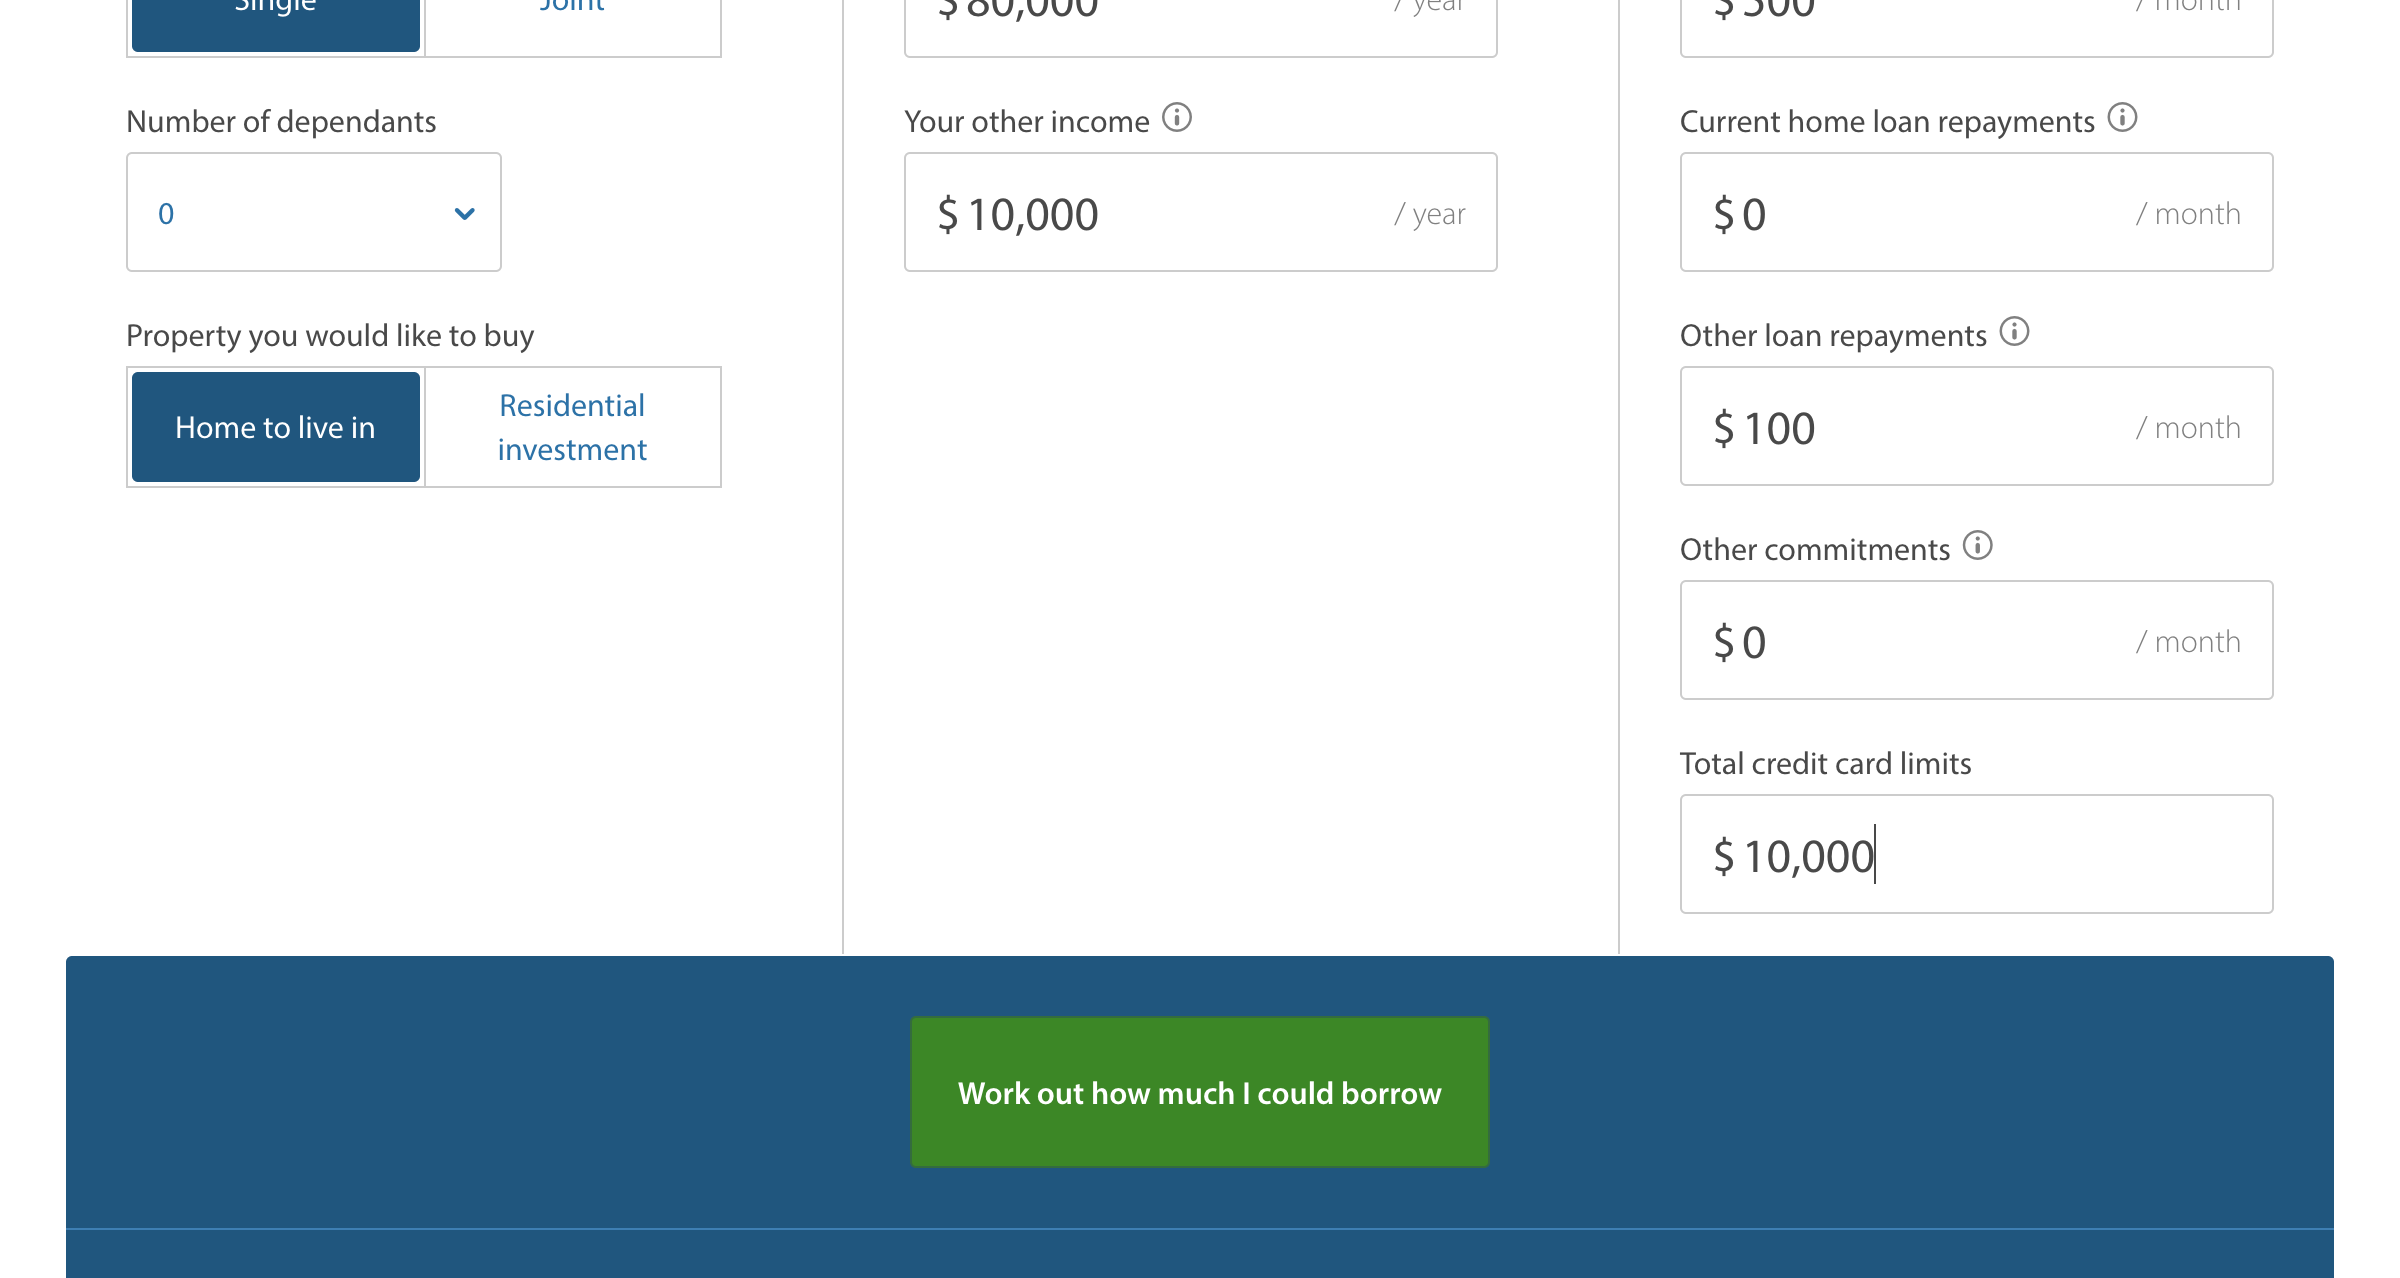 Single
Joint
Number of dependants
0
Property you would like to buy
Home to live in
Residential
investment
$ 80,000
/ year
Your other income
$ 10,000
/ year
$ 500
/ month
Current home loan repayments
$ 0
/ month
Other loan repayments
$ 100
/ month
Other commitments
$ 0
/ month
Total credit card limits
$ 10,000
Work out how much I could borrow